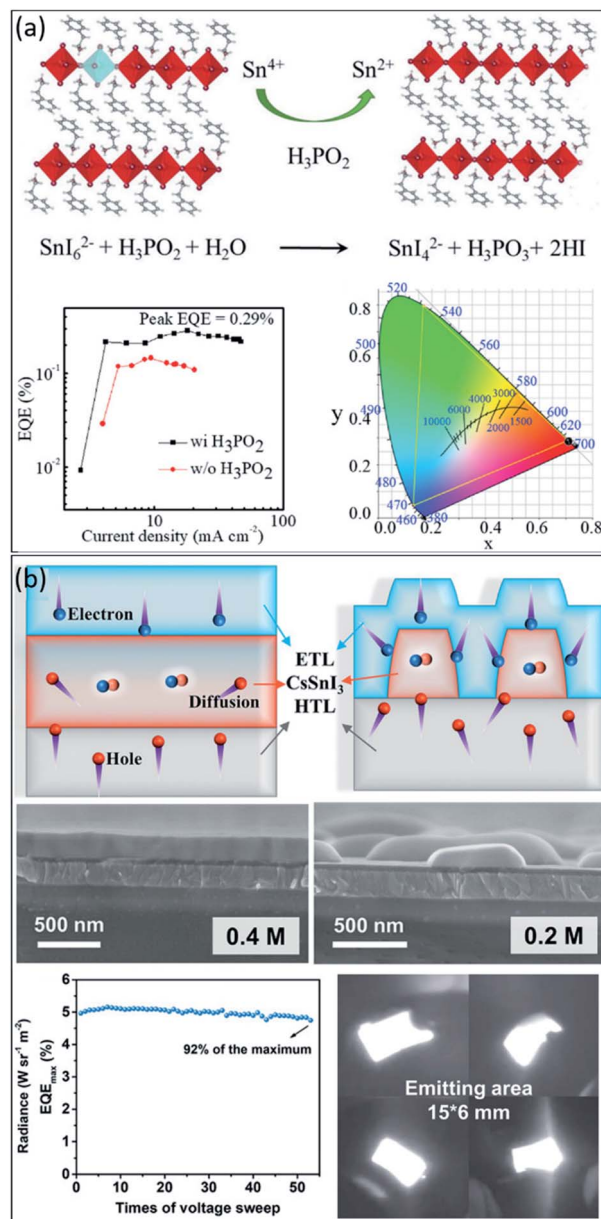 (a)
Sn⁴⁺ Sn²⁺
H₃PO₂
SnI₆²⁻ + H₃PO₂ + H₂O ⟶ SnI₄²⁻ + H₃PO₃ + 2HI
Peak EQE = 0.29%
EQE (%)
10⁻¹
10⁻²
wi H₃PO₂
w/o H₃PO₂
10 100
Current density (mA cm⁻²)
y
0.8
0.6
0.4
0.2
0.0
0.0 0.2 0.4 0.6 0.8
x
520
540
560
500
580
490
600
620
700
480
470
460
380
10000
6000
4000
3000
2000
1500
(b)
Electron
ETL
CsSnI₃
HTL
Diffusion
Hole
500 nm
0.4 M
500 nm
0.2 M
Radiance (W sr⁻¹ m⁻²)
EQEₘₐₓ (%)
6
5
4
3
2
1
0
92% of the maximum
0 10 20 30 40 50
Times of voltage sweep
Emitting area
15*6 mm